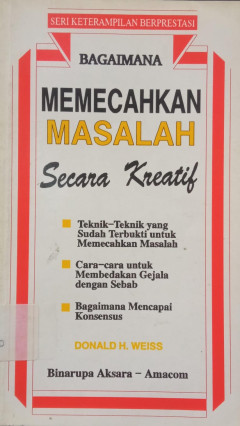 SERI KETERAMPILAN BERPRESTASI
BAGAIMANA
MEMECAHKAN
MASALAH
Secara Kreatif
Teknik-Teknik yang
Sudah Terbukti untuk
Memecahkan Masalah
Cara-cara untuk
Membedakan Gejala
dengan Sebab
Bagaimana Mencapai
Konsensus
DONALD H. WEISS
Binarupa Aksara - Amacom